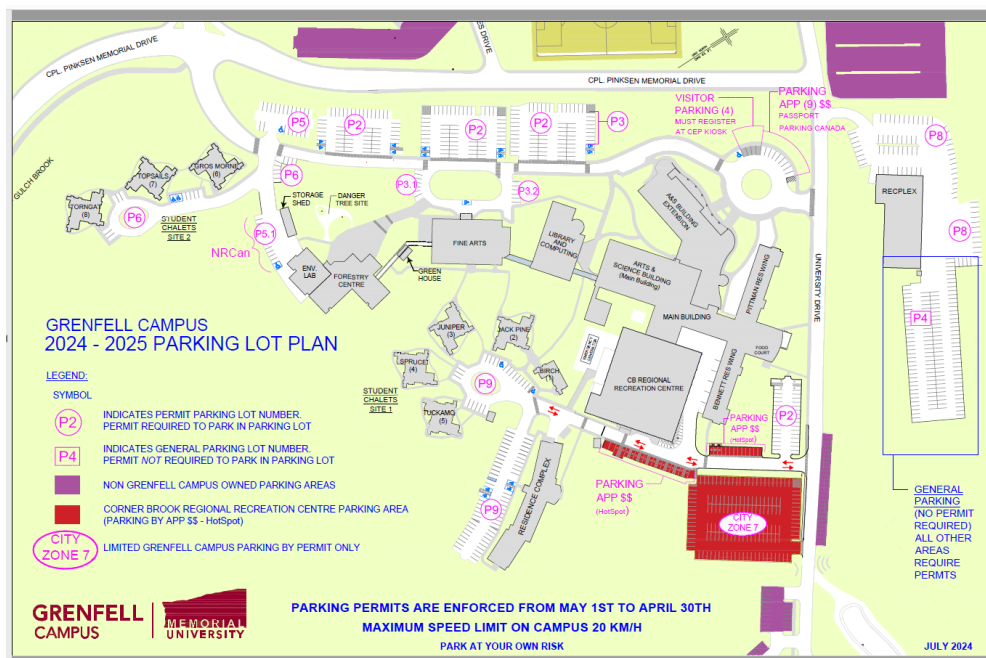 CPL. PINKSEN MEMORIAL DRIVE
CPL. PINKSEN MEMORIAL DRIVE
ES DRIVE
VISITOR
PARKING (4)
MUST REGISTER
AT CEP KIOSK
PARKING
APP (9) $$
PASSPORT
PARKING CANADA
P5
P2
P2
P2
P3
P8
GULCH BROOK
TOPSAILS
(7)
GROS MORNE
(6)
TORNGAT
(8)
P6
STUDENT
CHALETS
SITE 2
P6
STORAGE
SHED
DANGER
TREE SITE
P3.1
P3.2
P5.1
NRCan
ENV.
LAB
FORESTRY
CENTRE
GREEN
HOUSE
FINE ARTS
LIBRARY
AND
COMPUTING
A&S BUILDING
EXTENSION
ARTS &
SCIENCE BUILDING
(Main Building)
MAIN BUILDING
PITTMAN RES WING
RECPLEX
P8
UNIVERSITY DRIVE
P4
GRENFELL CAMPUS
2024 - 2025 PARKING LOT PLAN
JUNIPER
(3)
JACK PINE
(2)
SPRUCE
(4)
BIRCH
(1)
TUCKAMO
(5)
P9
STUDENT
CHALETS
SITE 1
CB REGIONAL
RECREATION CENTRE
BENNETT RES WING
FOOD
COURT
P2
PARKING
APP $$
(HotSpot)
PARKING
APP $$
(HotSpot)
P9
RESIDENCE COMPLEX
CITY
ZONE 7
LEGEND:
SYMBOL
P2
INDICATES PERMIT PARKING LOT NUMBER.
PERMIT REQUIRED TO PARK IN PARKING LOT
P4
INDICATES GENERAL PARKING LOT NUMBER.
PERMIT NOT REQUIRED TO PARK IN PARKING LOT
NON GRENFELL CAMPUS OWNED PARKING AREAS
CORNER BROOK REGIONAL RECREATION CENTRE PARKING AREA
(PARKING BY APP $$ - HotSpot)
CITY
ZONE 7
LIMITED GRENFELL CAMPUS PARKING BY PERMIT ONLY
GENERAL
PARKING
(NO PERMIT
REQUIRED)
ALL OTHER
AREAS
REQUIRE
PERMTS
GRENFELL
CAMPUS
MEMORIAL
UNIVERSITY
PARKING PERMITS ARE ENFORCED FROM MAY 1ST TO APRIL 30TH
MAXIMUM SPEED LIMIT ON CAMPUS 20 KM/H
PARK AT YOUR OWN RISK
JULY 2024